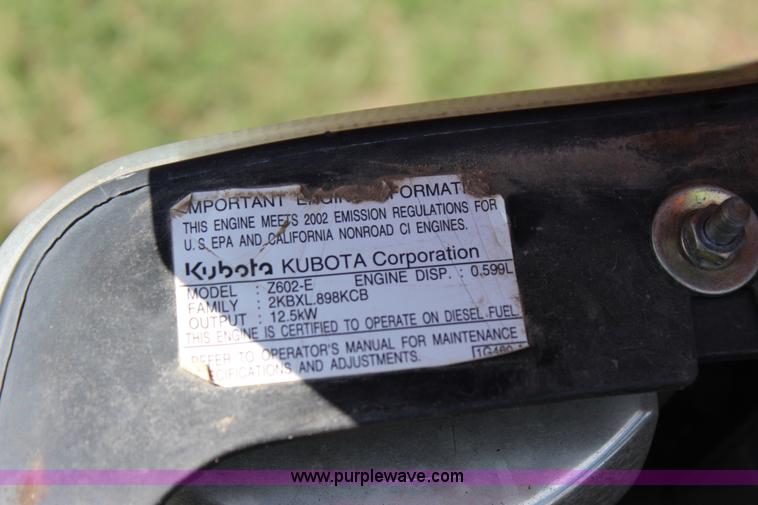 IMPORTANT ENGINE INFORMATI
THIS ENGINE MEETS 2002 EMISSION REGULATIONS FOR
U.S. EPA AND CALIFORNIA NONROAD CI ENGINES.
Kubota KUBOTA Corporation
MODEL : Z602-E ENGINE DISP. : 0.599L
FAMILY : 2KBXL.898KCB
OUTPUT : 12.5kW
THIS ENGINE IS CERTIFIED TO OPERATE ON DIESEL FUEL.
REFER TO OPERATOR'S MANUAL FOR MAINTENANCE
SPECIFICATIONS AND ADJUSTMENTS.
www.purplewave.com